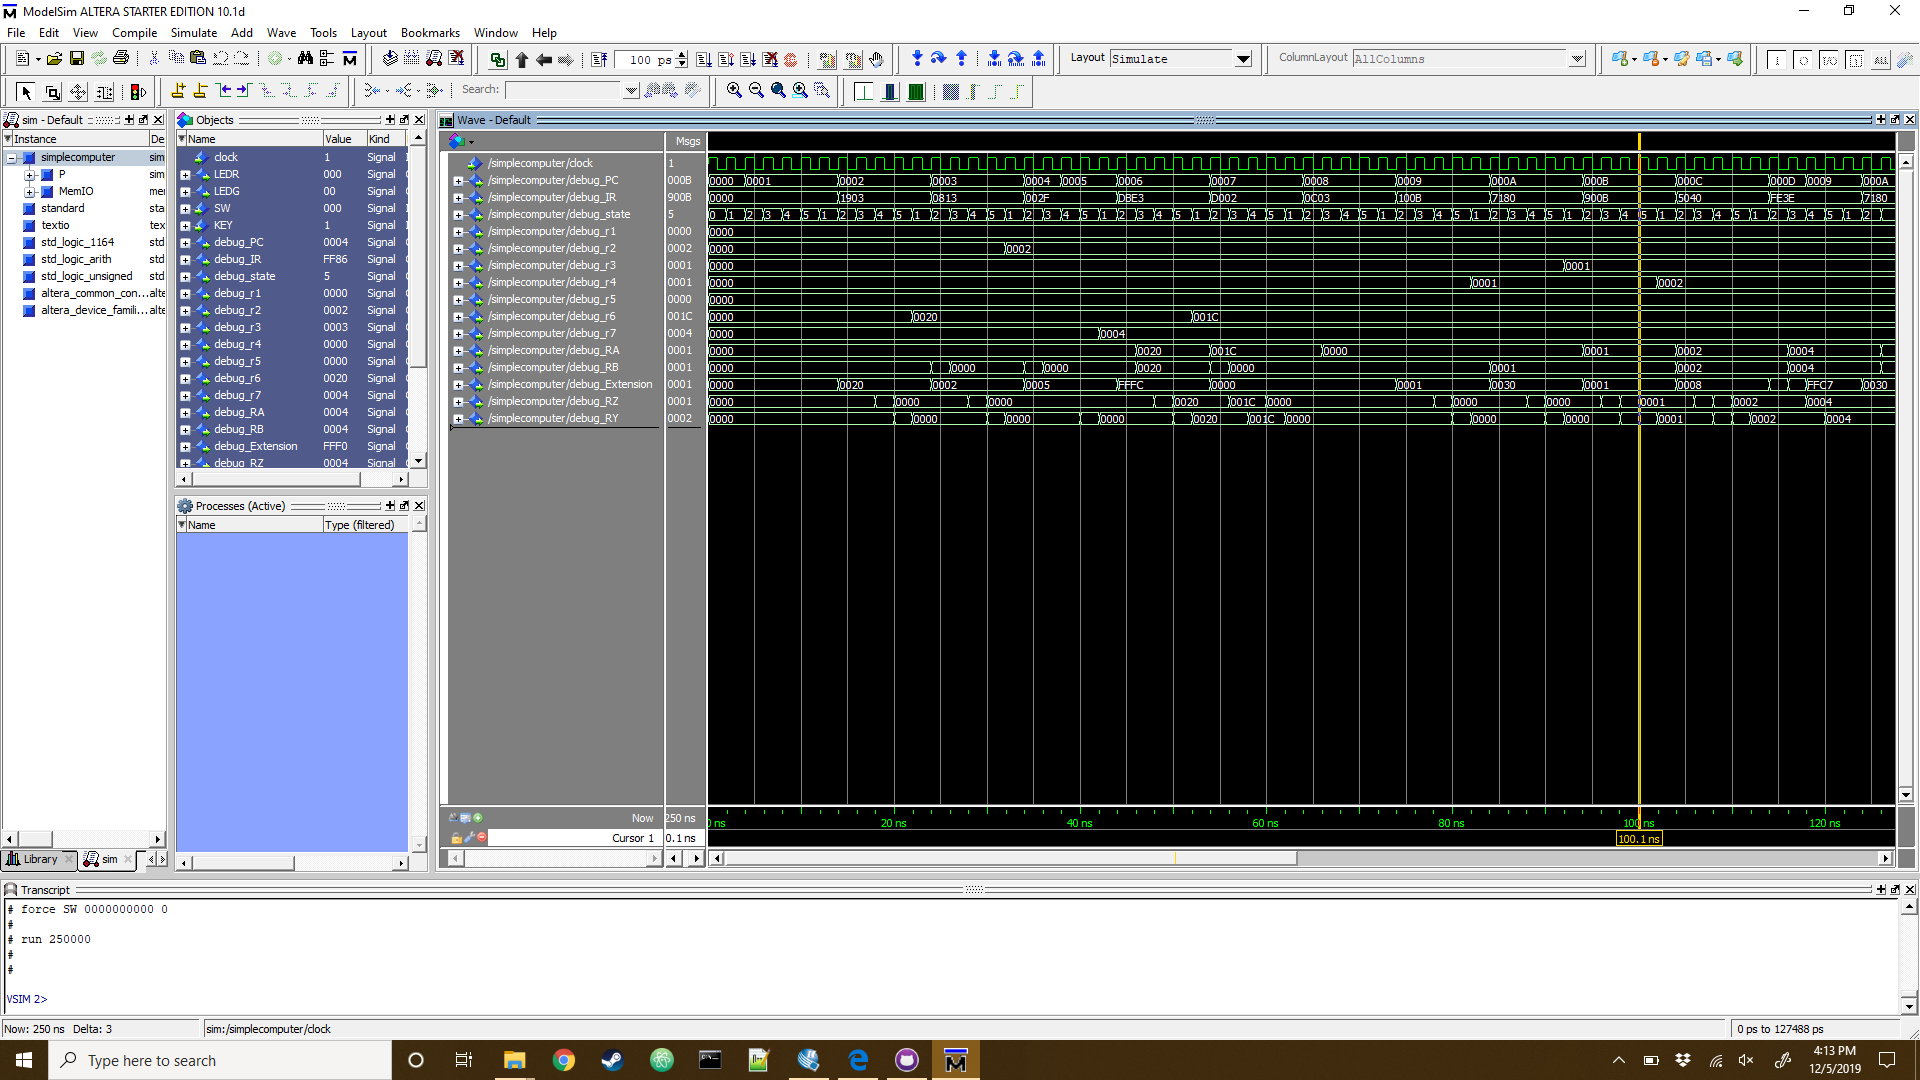 ModelSim ALTERA STARTER EDITION 10.1d
File Edit View Compile Simulate Add Wave Tools Layout Bookmarks Window Help
100 ps
Layout Simulate
ColumnLayout AllColumns
Search:
sim - Default
Instance De
simplecomputer sim
P sim
MemIO me
standard sta
textio tex
std_logic_1164 std
std_logic_arith std
std_logic_unsigned std
altera_common_con... alte
altera_device_famili... alte
Library sim
Objects
Name Value Kind
clock 1 Signal
LEDR 000 Signal
LEDG 00 Signal
SW 000 Signal
KEY 1 Signal
debug_PC 0004 Signal
debug_IR FF86 Signal
debug_state 5 Signal
debug_r1 0000 Signal
debug_r2 0002 Signal
debug_r3 0003 Signal
debug_r4 0000 Signal
debug_r5 0000 Signal
debug_r6 0020 Signal
debug_r7 0004 Signal
debug_RA 0004 Signal
debug_RB 0004 Signal
debug_Extension FFF0 Signal
debug_RZ 0004 Signal
Processes (Active)
Name Type (filtered)
Wave - Default
Msgs
/simplecomputer/clock 1
/simplecomputer/debug_PC 000B 0000 0001 0002 0003 0004 0005 0006 0007 0008 0009 000A 000B 000C 000D 0009 000A
/simplecomputer/debug_IR 900B 0000 1903 0813 002F DBE3 D002 0C03 100B 7180 900B 5040 FE3E 7180
/simplecomputer/debug_state 5 0 1 2 3 4 5 1 2 3 4 5 1 2 3 4 5 1 2 3 4 5 1 2 3 4 5 1 2 3 4 5 1 2 3 4 5 1 2 3 4 5 1 2 3 4 5 1 2 3 4 5 1 2 3 4 5 1 2 3 4 5 1 2
/simplecomputer/debug_r1 0000 0000
/simplecomputer/debug_r2 0002 0000 0002
/simplecomputer/debug_r3 0001 0000 0001
/simplecomputer/debug_r4 0001 0000 0001 0002
/simplecomputer/debug_r5 0000 0000
/simplecomputer/debug_r6 001C 0000 0020 001C
/simplecomputer/debug_r7 0004 0000 0004
/simplecomputer/debug_RA 0001 0000 0020 001C 0000 0001 0002 0004
/simplecomputer/debug_RB 0001 0000 0000 0000 0020 0000 0001 0002 0004
/simplecomputer/debug_Extension 0001 0000 0020 0002 0005 FFFC 0000 0001 0030 0001 0008 FFC7 0030
/simplecomputer/debug_RZ 0001 0000 0000 0000 0020 001C 0000 0000 0000 0001 0002 0004
/simplecomputer/debug_RY 0002 0000 0000 0000 0000 0020 001C 0000 0000 0000 0001 0002 0004
Now 250 ns ns 20 ns 40 ns 60 ns 80 ns 100 ns 120 ns
Cursor 1 0.1 ns 100.1 ns
Transcript
# force SW 0000000000 0
#
# run 250000
#
#
VSIM 2>
Now: 250 ns Delta: 3 sim:/simplecomputer/clock 0 ps to 127488 ps
Type here to search
4:13 PM
12/5/2019